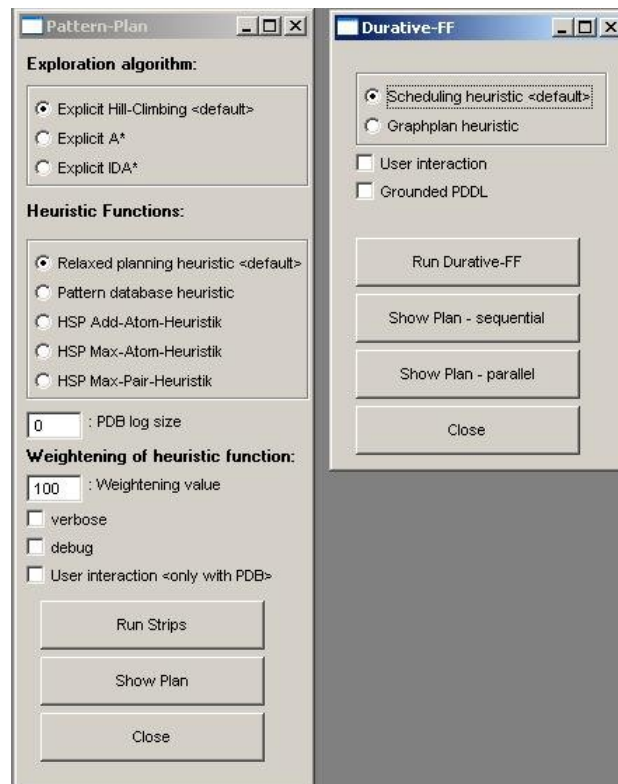 Pattern-Plan
Exploration algorithm:
Explicit Hill-Climbing <default>
Explicit A*
Explicit IDA*
Heuristic Functions:
Relaxed planning heuristic <default>
Pattern database heuristic
HSP Add-Atom-Heuristik
HSP Max-Atom-Heuristik
HSP Max-Pair-Heuristik
0 : PDB log size
Weightening of heuristic function:
100 : Weightening value
verbose
debug
User interaction <only with PDB>
Run Strips
Show Plan
Close
Durative-FF
Scheduling heuristic <default>
Graphplan heuristic
User interaction
Grounded PDDL
Run Durative-FF
Show Plan - sequential
Show Plan - parallel
Close